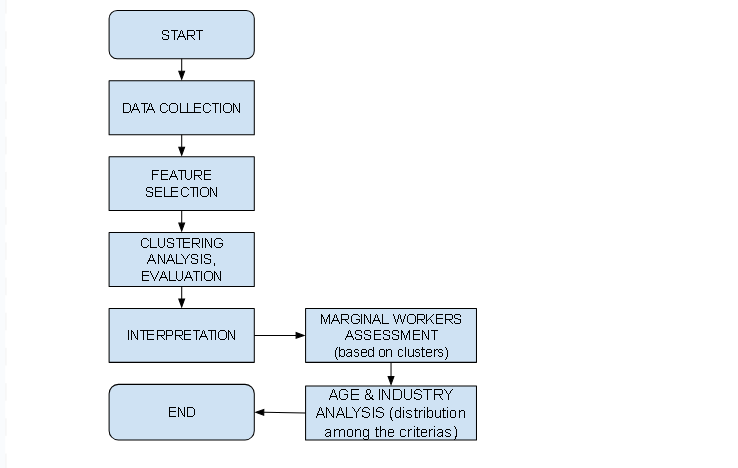 START
DATA COLLECTION
FEATURE
SELECTION
CLUSTERING
ANALYSIS,
EVALUATION
INTERPRETATION
MARGINAL WORKERS
ASSESSMENT
(based on clusters)
AGE & INDUSTRY
ANALYSIS (distribution
among the criterias)
END